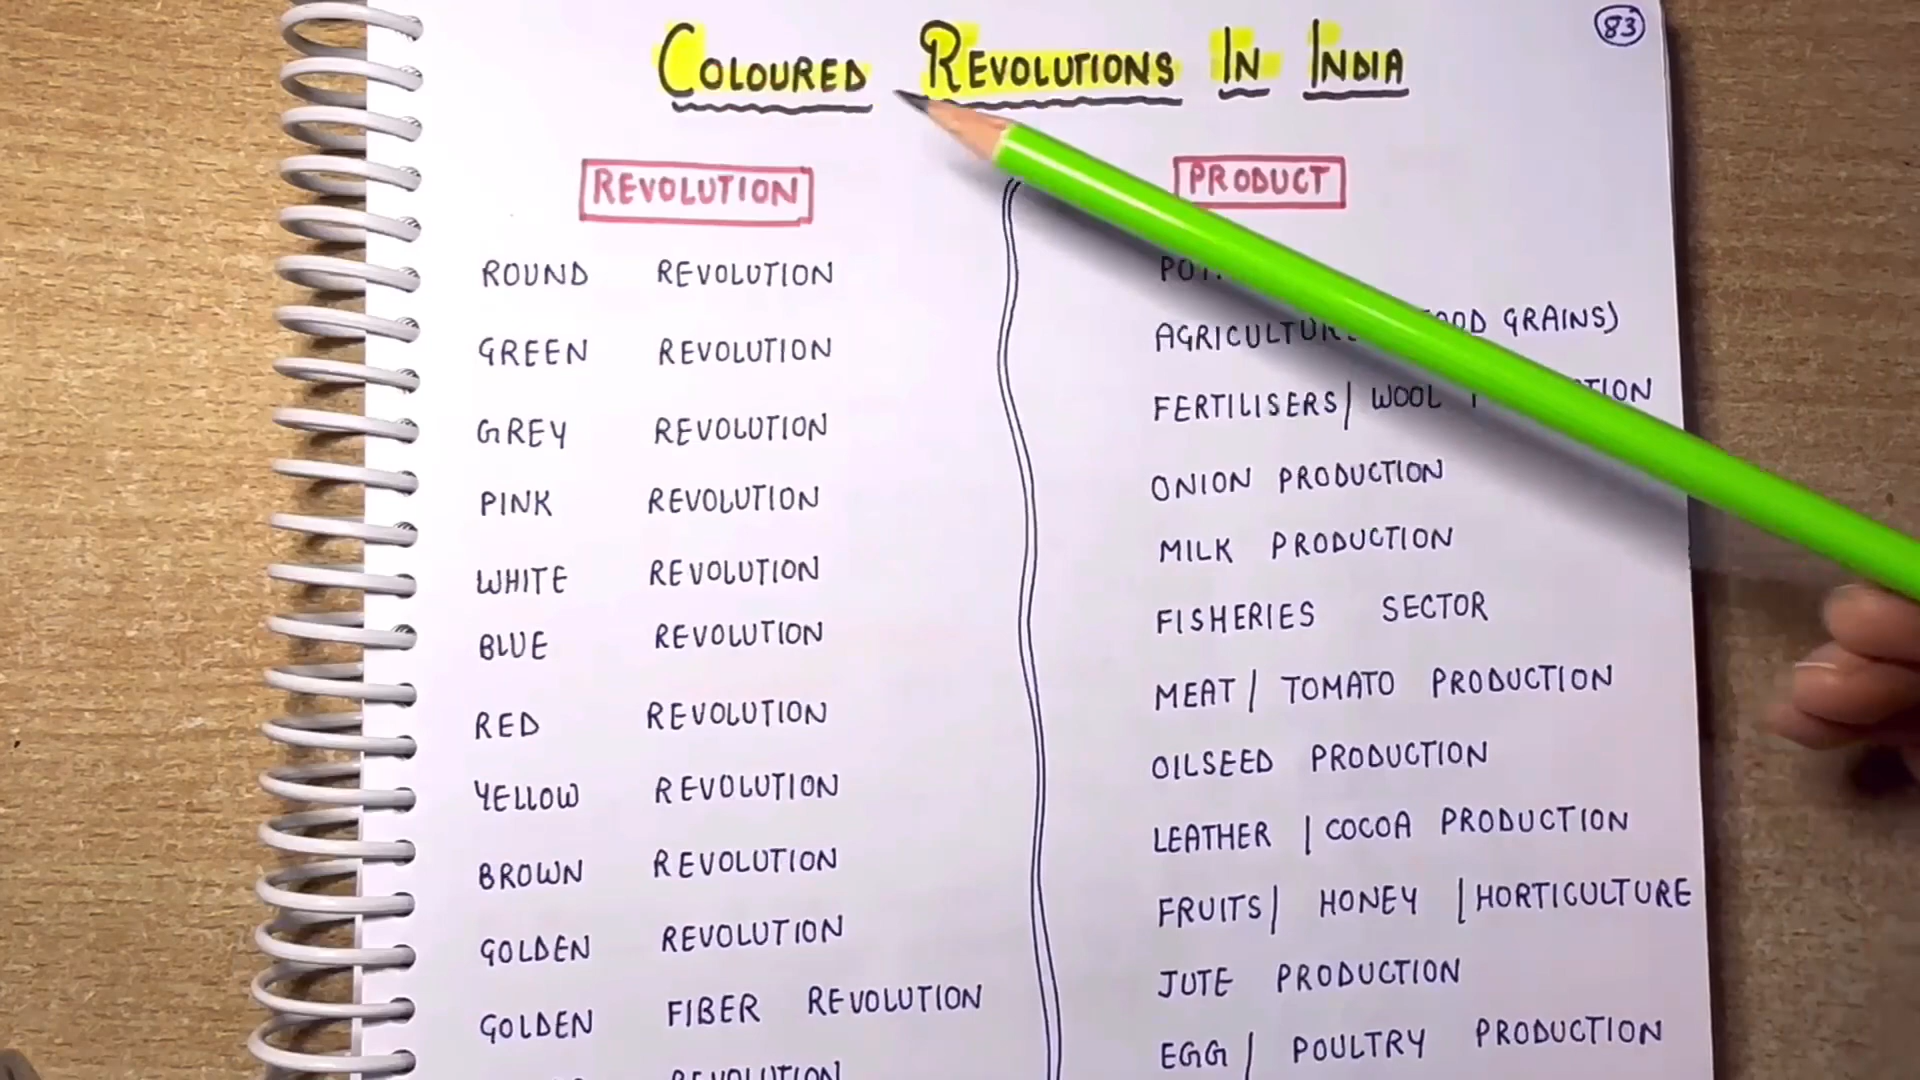 COLOURED REVOLUTIONS IN INDIA
83
REVOLUTION PRODUCT
ROUND REVOLUTION
GREEN REVOLUTION GRAINS)
GREY REVOLUTION FERTILISERS/ WOOL
PINK REVOLUTION ONION PRODUCTION
WHITE REVOLUTION MILK PRODUCTION
BLUE REVOLUTION FISHERIES SECTOR
RED REVOLUTION MEAT/ TOMATO PRODUCTION
YELLOW REVOLUTION OILSEED PRODUCTION
BROWN REVOLUTION LEATHER / COCOA PRODUCTION
GOLDEN REVOLUTION FRUITS/ HONEY / HORTICULTURE
GOLDEN FIBER REVOLUTION JUTE PRODUCTION
REVOLUTION EGG / POULTRY PRODUCTION